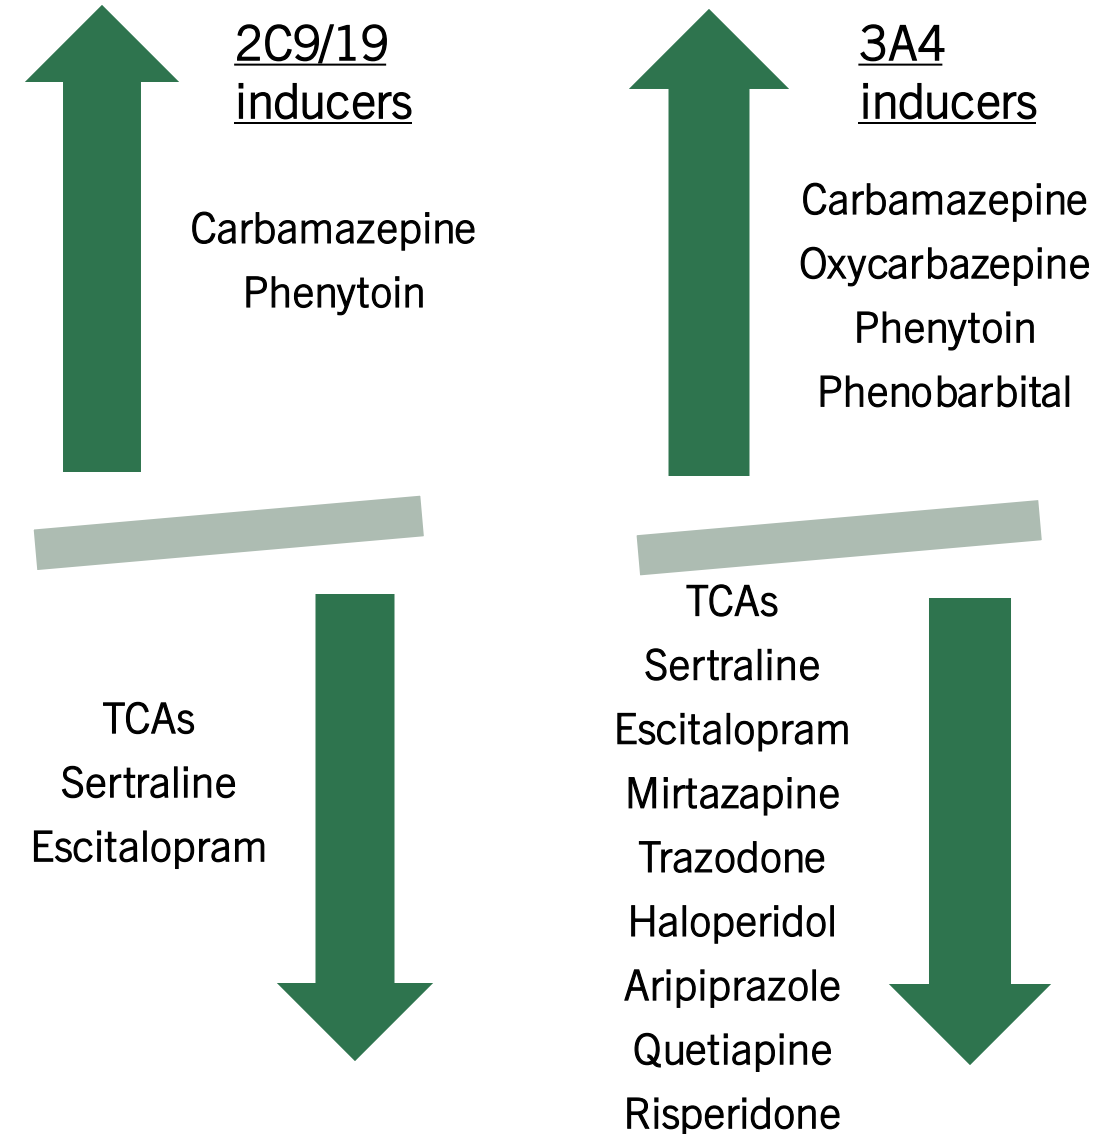 2C9/19
inducers
Carbamazepine
Phenytoin
TCAs
Sertraline
Escitalopram
3A4
inducers
Carbamazepine
Oxycarbazepine
Phenytoin
Phenobarbital
TCAs
Sertraline
Escitalopram
Mirtazapine
Trazodone
Haloperidol
Aripiprazole
Quetiapine
Risperidone